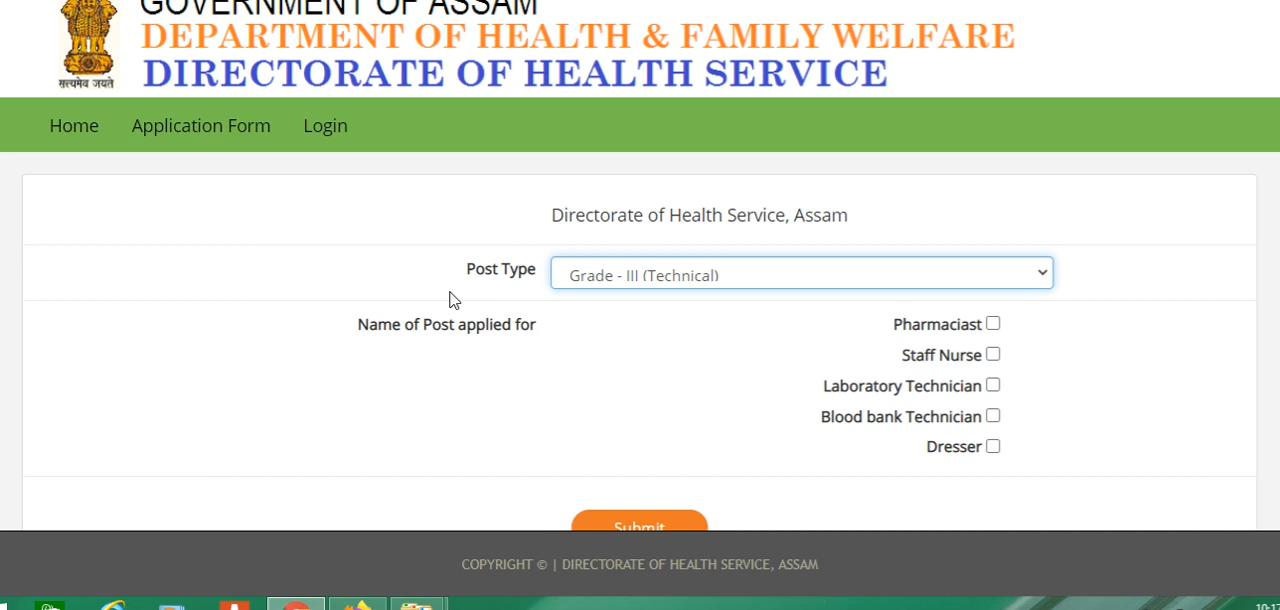 GOVERNMENT OF ASSAM
DEPARTMENT OF HEALTH & FAMILY WELFARE
DIRECTORATE OF HEALTH SERVICE
सत्यमेव जयते
Home Application Form Login
Directorate of Health Service, Assam
Post Type Grade - III (Technical)
Name of Post applied for Pharmaciast
Staff Nurse
Laboratory Technician
Blood bank Technician
Dresser
Submit
COPYRIGHT © | DIRECTORATE OF HEALTH SERVICE, ASSAM